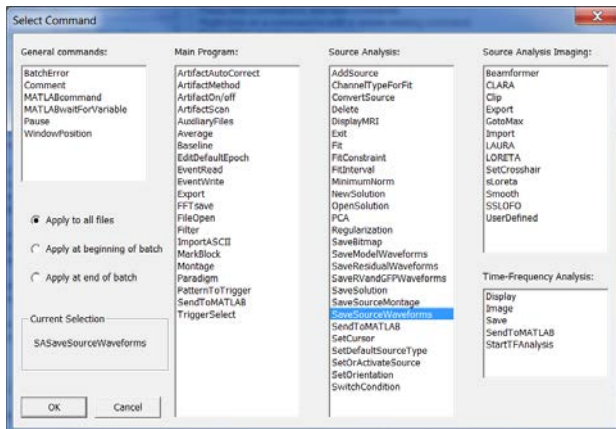 Select Command
General commands:
BatchError
Comment
MATLABcommand
MATLABwaitForVariable
Pause
WindowPosition
Apply to all files
Apply at beginning of batch
Apply at end of batch
Current Selection
SASaveSourceWaveforms
OK
Cancel
Main Program:
ArtifactAutoCorrect
ArtifactMethod
ArtifactOn/off
ArtifactScan
AuxiliaryFiles
Average
Baseline
EditDefaultEpoch
EventRead
EventWrite
Export
FFTsave
FileOpen
Filter
ImportASCII
MarkBlock
Montage
Paradigm
PatternToTrigger
SendToMATLAB
TriggerSelect
Source Analysis:
AddSource
ChannelTypeForFit
ConvertSource
Delete
DisplayMRI
Exit
Fit
FitConstraint
FitInterval
MinimumNorm
NewSolution
OpenSolution
PCA
Regularization
SaveBitmap
SaveModelWaveforms
SaveResidualWaveforms
SaveRVandGFPWaveforms
SaveSolution
SaveSourceMontage
SaveSourceWaveforms
SendToMATLAB
SetCursor
SetDefaultSourceType
SetOrActivateSource
SetOrientation
SwitchCondition
Source Analysis Imaging:
Beamformer
CLARA
Clip
Export
GotoMax
Import
LAURA
LORETA
SetCrosshair
sLoreta
Smooth
SSLOFO
UserDefined
Time-Frequency Analysis:
Display
Image
Save
SendToMATLAB
StartTFAnalysis